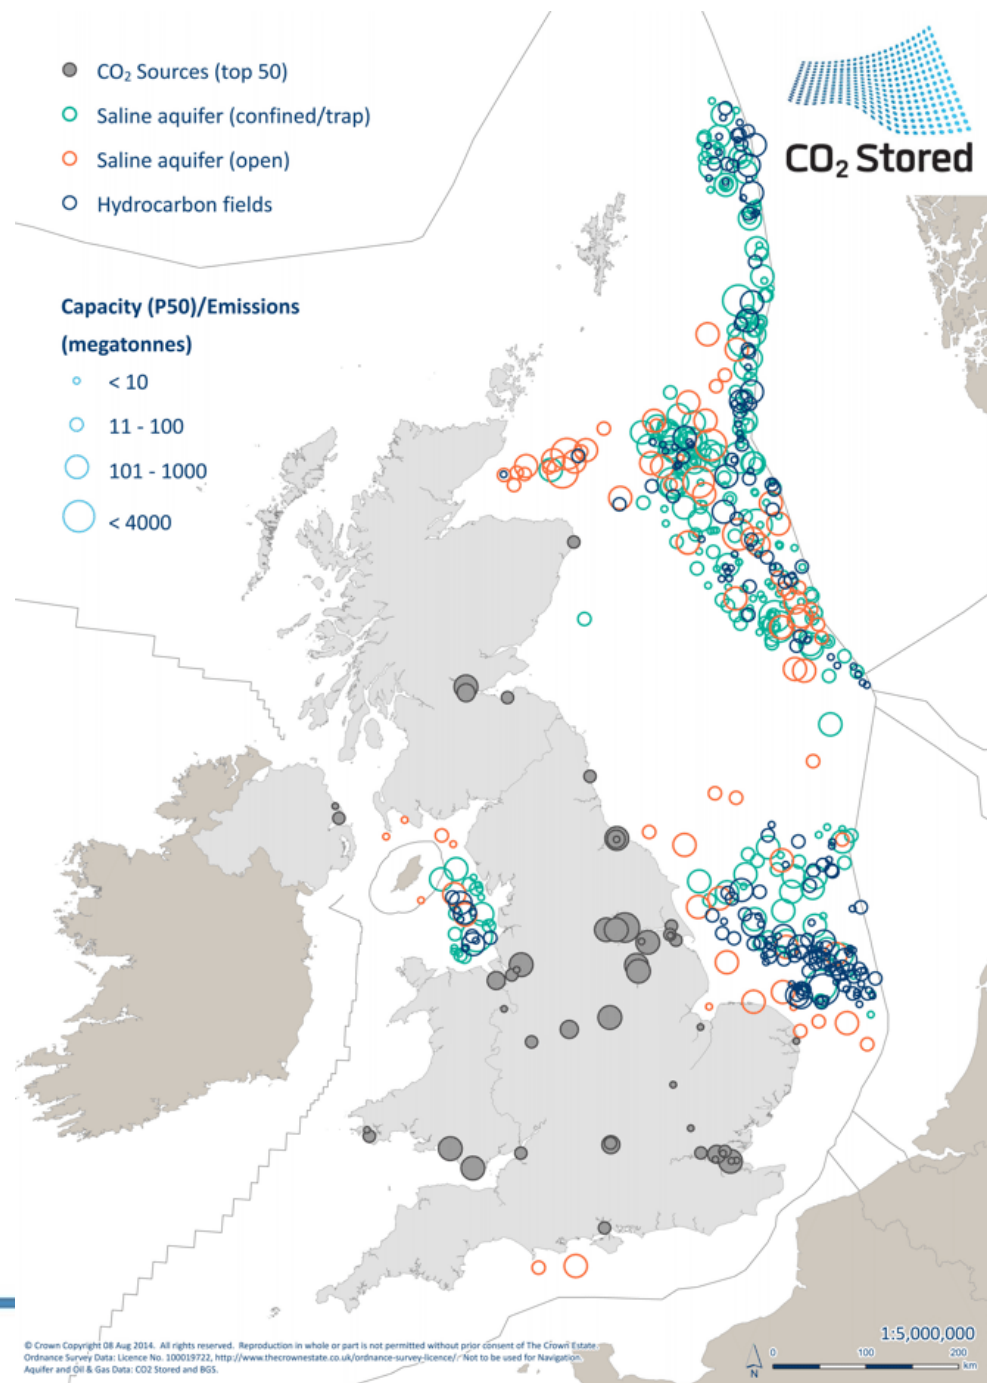 CO₂ Sources (top 50)
Saline aquifer (confined/trap)
Saline aquifer (open)
Hydrocarbon fields
CO₂ Stored
Capacity (P50)/Emissions
(megatonnes)
< 10
11 - 100
101 - 1000
< 4000
1:5,000,000
N
0 100 200
km
© Crown Copyright 08 Aug 2014. All rights reserved. Reproduction in whole or part is not permitted without prior consent of The Crown Estate
Ordnance Survey Data: Licence No. 100019722, http://www.thecrownestate.co.uk/ordnance-survey-licence/ Not to be used for Navigation.
Aquifer and Oil & Gas Data: CO2 Stored and BGS.